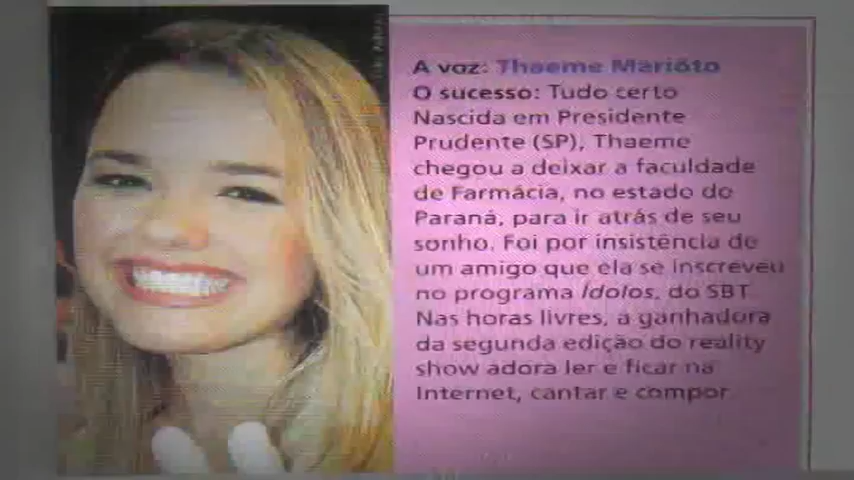 A voz: Thaeme Marióto
O sucesso: Tudo certo
Nascida em Presidente
Prudente (SP), Thaeme
chegou a deixar a faculdade
de Farmácia, no estado do
Paraná, para ir atrás de seu
sonho. Foi por insistência de
um amigo que ela se inscreveu
no programa Ídolos, do SBT.
Nas horas livres, a ganhadora
da segunda edição do reality
show adora ler e ficar na
Internet, cantar e compor.